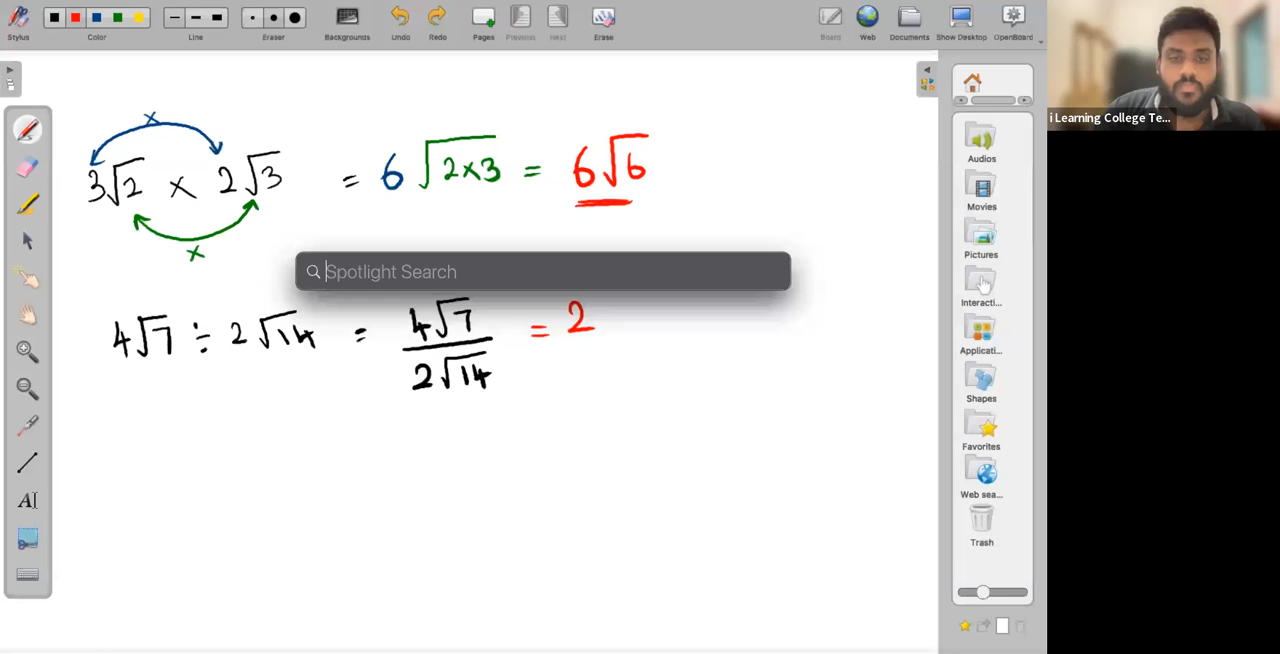 Stylus Color Line Eraser Backgrounds Undo Redo Pages Previous Next Erase Board Web Documents Show Desktop OpenBoard
i Learning College Te...
x
3√2 × 2√3 = 6 √2×3 = 6√6
x
Spotlight Search
4√7 ÷ 2√14 = 4√7 = 2
2√14
AI
Audios
Movies
Pictures
Interacti...
Applicati...
Shapes
Favorites
Web sea...
Trash